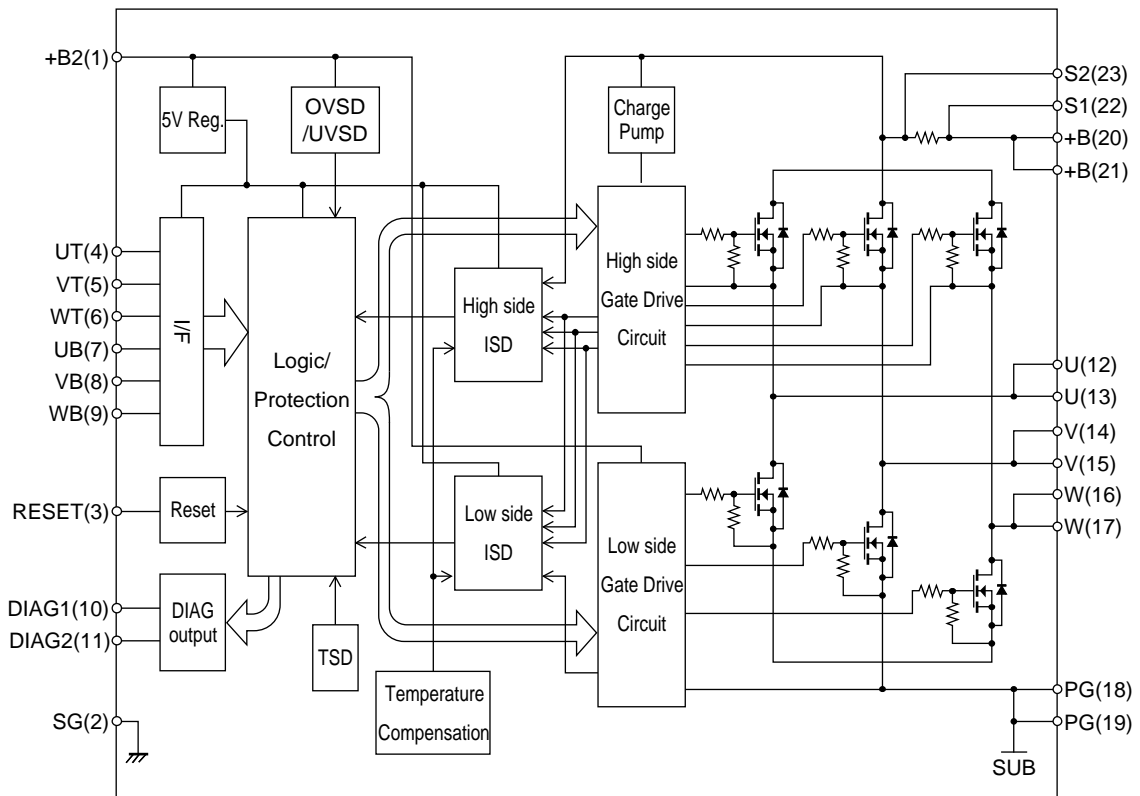 +B2(1)
S2(23)
S1(22)
+B(20)
+B(21)
5V Reg.
OVSD
/UVSD
Charge
Pump
UT(4)
VT(5)
WT(6)
UB(7)
VB(8)
WB(9)
I/F
Logic/
Protection
Control
High side
ISD
High side
Gate Drive
Circuit
U(12)
U(13)
V(14)
V(15)
W(16)
W(17)
RESET(3)
Reset
Low side
ISD
Low side
Gate Drive
Circuit
DIAG1(10)
DIAG2(11)
DIAG
output
TSD
Temperature
Compensation
SG(2)
PG(18)
PG(19)
SUB